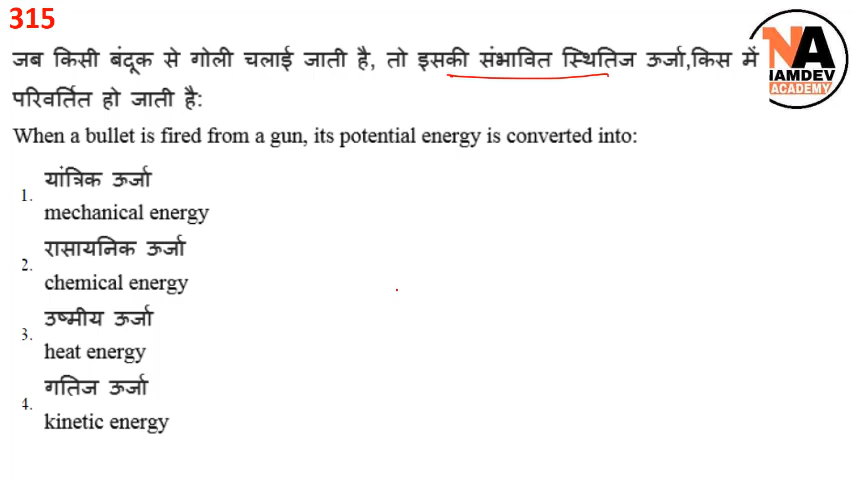 315
NA
IAMDEV
ACADEMY
जब किसी बंदूक से गोली चलाई जाती है, तो इसकी संभावित स्थितिज ऊर्जा,किस में
परिवर्तित हो जाती है:
When a bullet is fired from a gun, its potential energy is converted into:
1. यांत्रिक ऊर्जा
mechanical energy
2. रासायनिक ऊर्जा
chemical energy
3. उष्मीय ऊर्जा
heat energy
4. गतिज ऊर्जा
kinetic energy